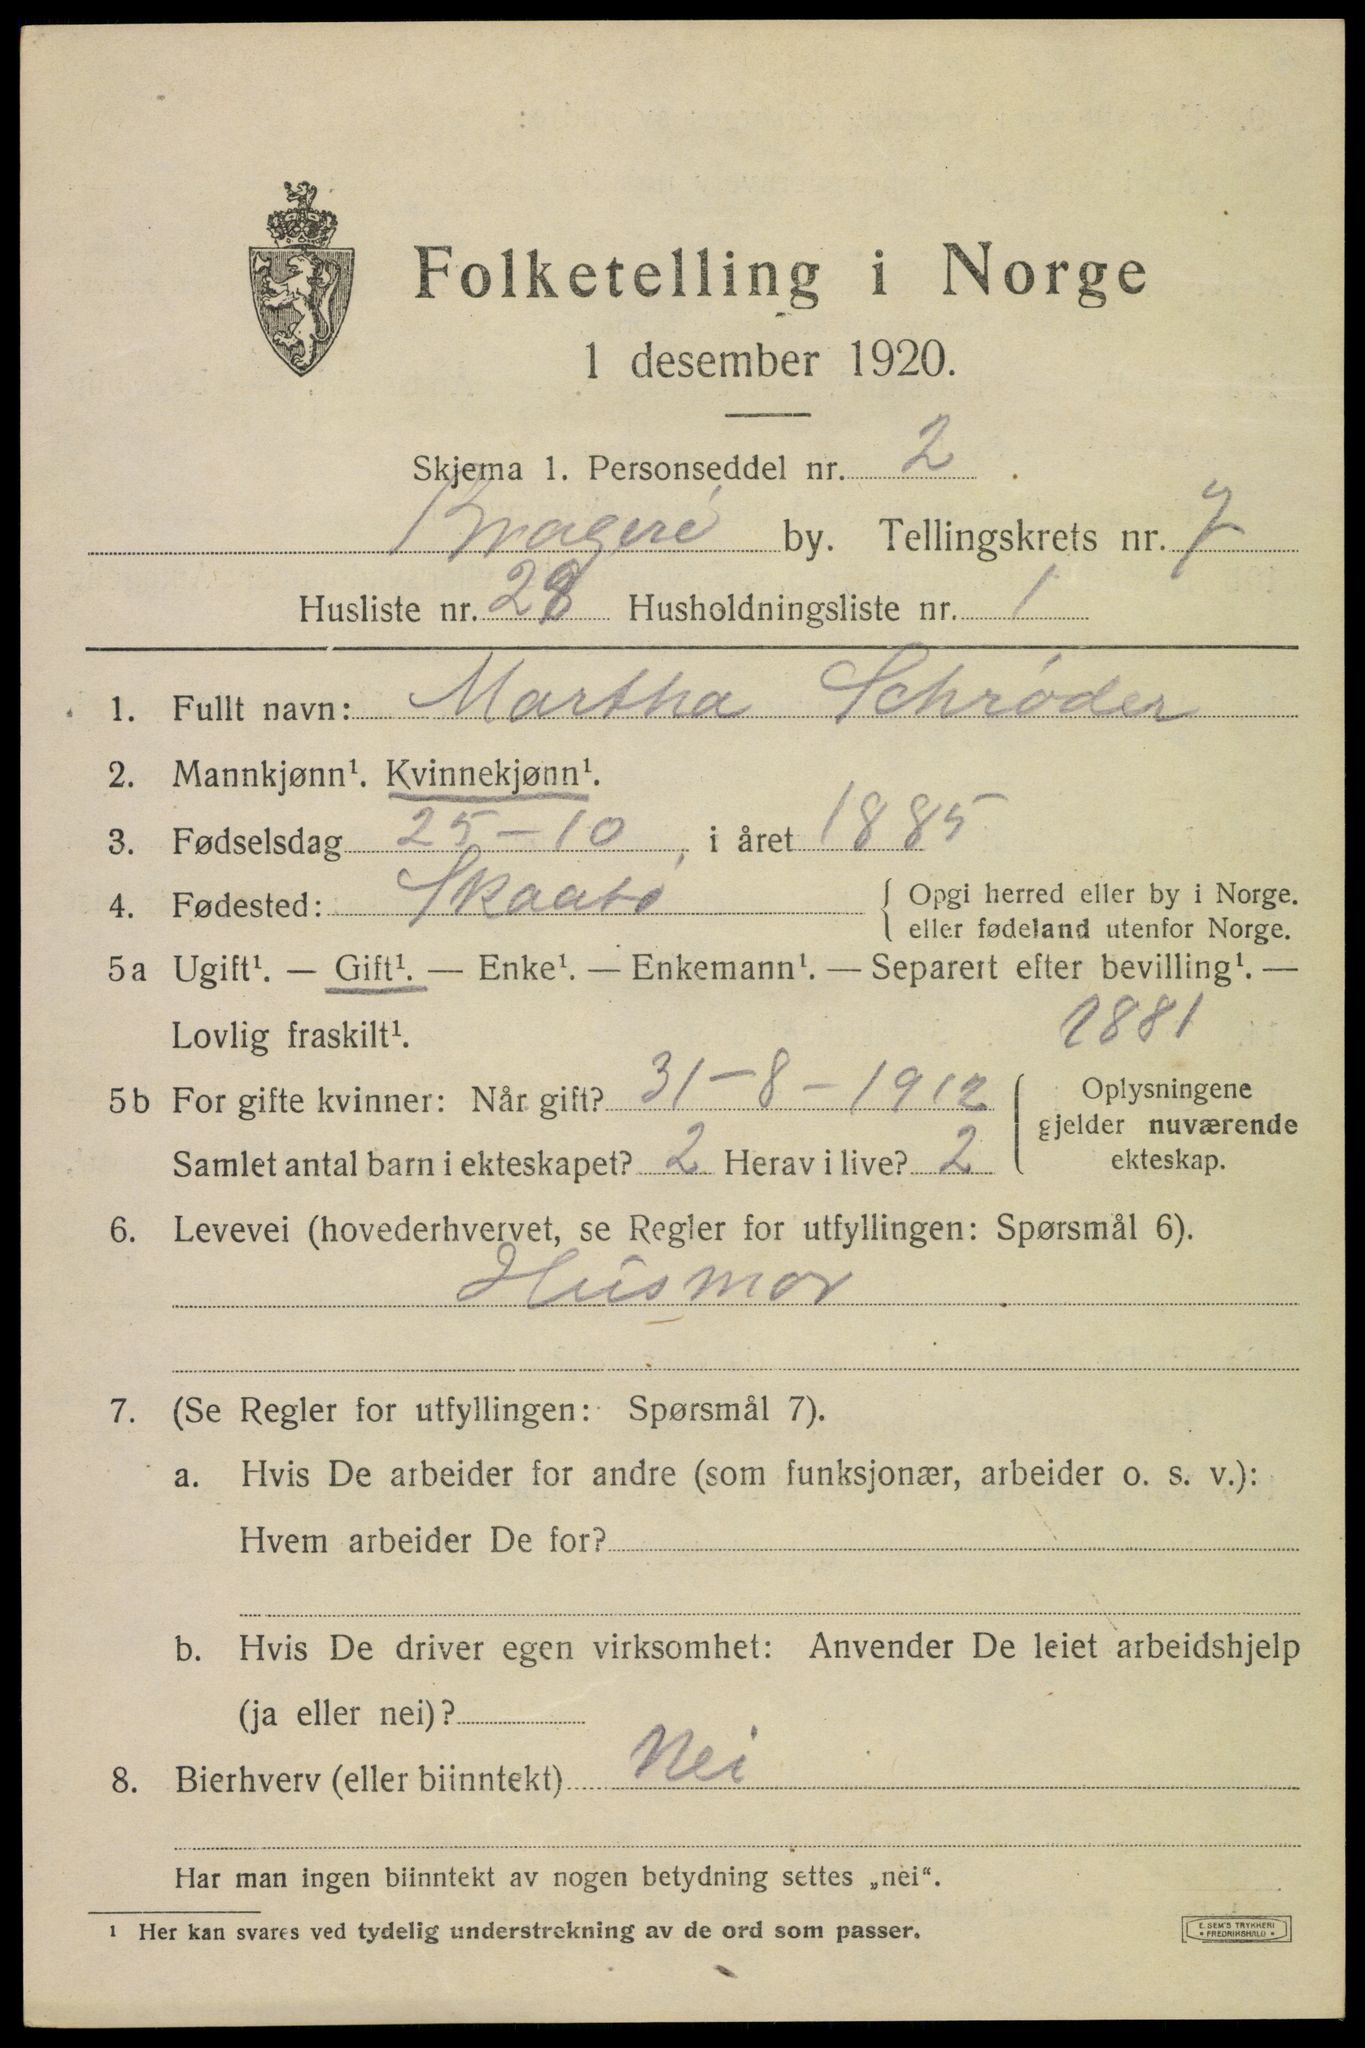 Folketelling i Norge
1 desember 1920.
Skjema 1. Personseddel nr. 2
Kragerø by. Tellingskrets nr. 7
Husliste nr. 28 Husholdningsliste nr. 1
1. Fullt navn: Martha Schrøder
2. Mannkjønn¹. Kvinnekjønn¹.
3. Fødselsdag 25-10, i året 1885
4. Fødested: Skaatø { Opgi herred eller by i Norge.
eller fødeland utenfor Norge.
5a Ugift¹. — Gift¹. — Enke¹. — Enkemann¹. — Separert efter bevilling¹. —
Lovlig fraskilt¹. 1881
5b For gifte kvinner: Når gift? 31-8-1912 { Oplysningene
gjelder nuværende
Samlet antal barn i ekteskapet? 2 Herav i live? 2 ekteskap.
6. Levevei (hovederhvervet, se Regler for utfyllingen: Spørsmål 6).
Husmor
7. (Se Regler for utfyllingen: Spørsmål 7).
a. Hvis De arbeider for andre (som funksjonær, arbeider o. s. v.):
Hvem arbeider De for?
b. Hvis De driver egen virksomhet: Anvender De leiet arbeidshjelp
(ja eller nei)?
8. Bierhverv (eller biinntekt) Nei
Har man ingen biinntekt av nogen betydning settes „nei“.
¹ Her kan svares ved tydelig understrekning av de ord som passer.
E. SEM'S TRYKKERI
* FREDRIKSHALD *